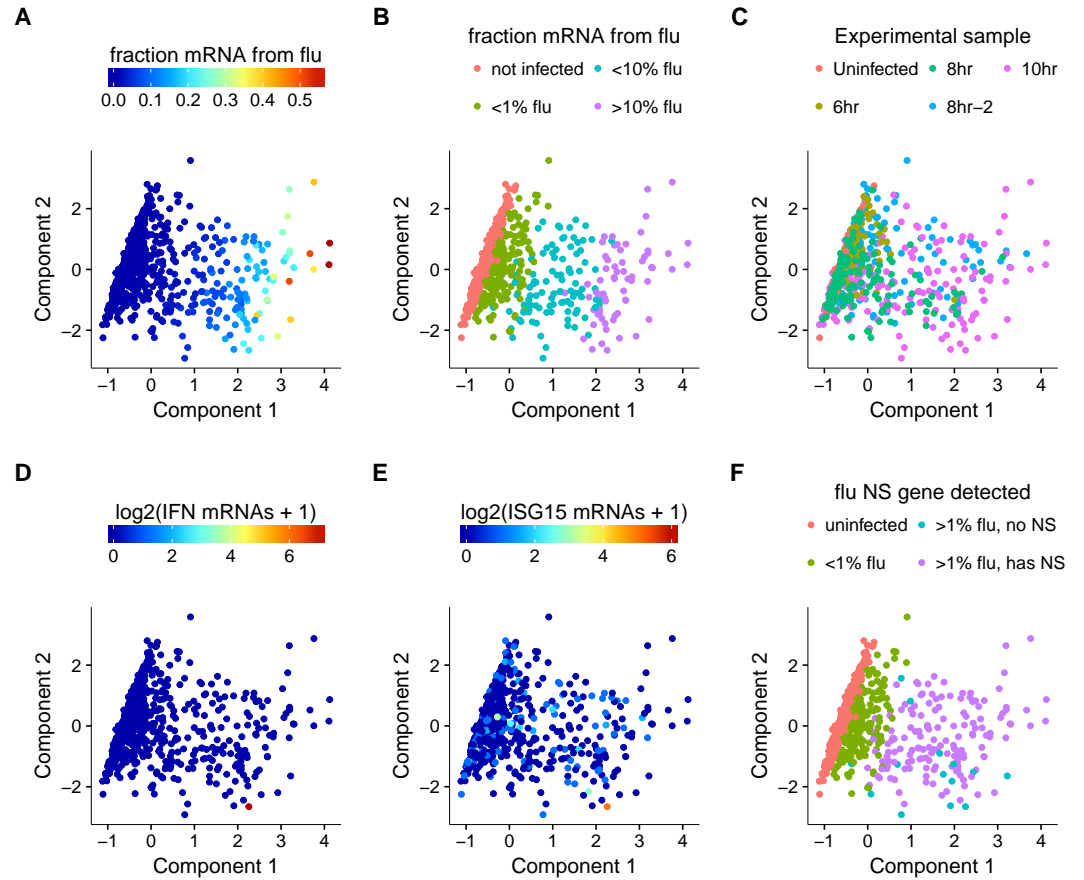 A
fraction mRNA from flu
0.0 0.1 0.2 0.3 0.4 0.5
2
0
−2
Component 2
−1 0 1 2 3 4
Component 1
B
fraction mRNA from flu
not infected <10% flu
<1% flu >10% flu
2
0
−2
Component 2
−1 0 1 2 3 4
Component 1
C
Experimental sample
Uninfected 8hr 10hr
6hr 8hr−2
2
0
−2
Component 2
−1 0 1 2 3 4
Component 1
D
log2(IFN mRNAs + 1)
0 2 4 6
2
0
−2
Component 2
−1 0 1 2 3 4
Component 1
E
log2(ISG15 mRNAs + 1)
0 2 4 6
2
0
−2
Component 2
−1 0 1 2 3 4
Component 1
F
flu NS gene detected
uninfected >1% flu, no NS
<1% flu >1% flu, has NS
2
0
−2
Component 2
−1 0 1 2 3 4
Component 1